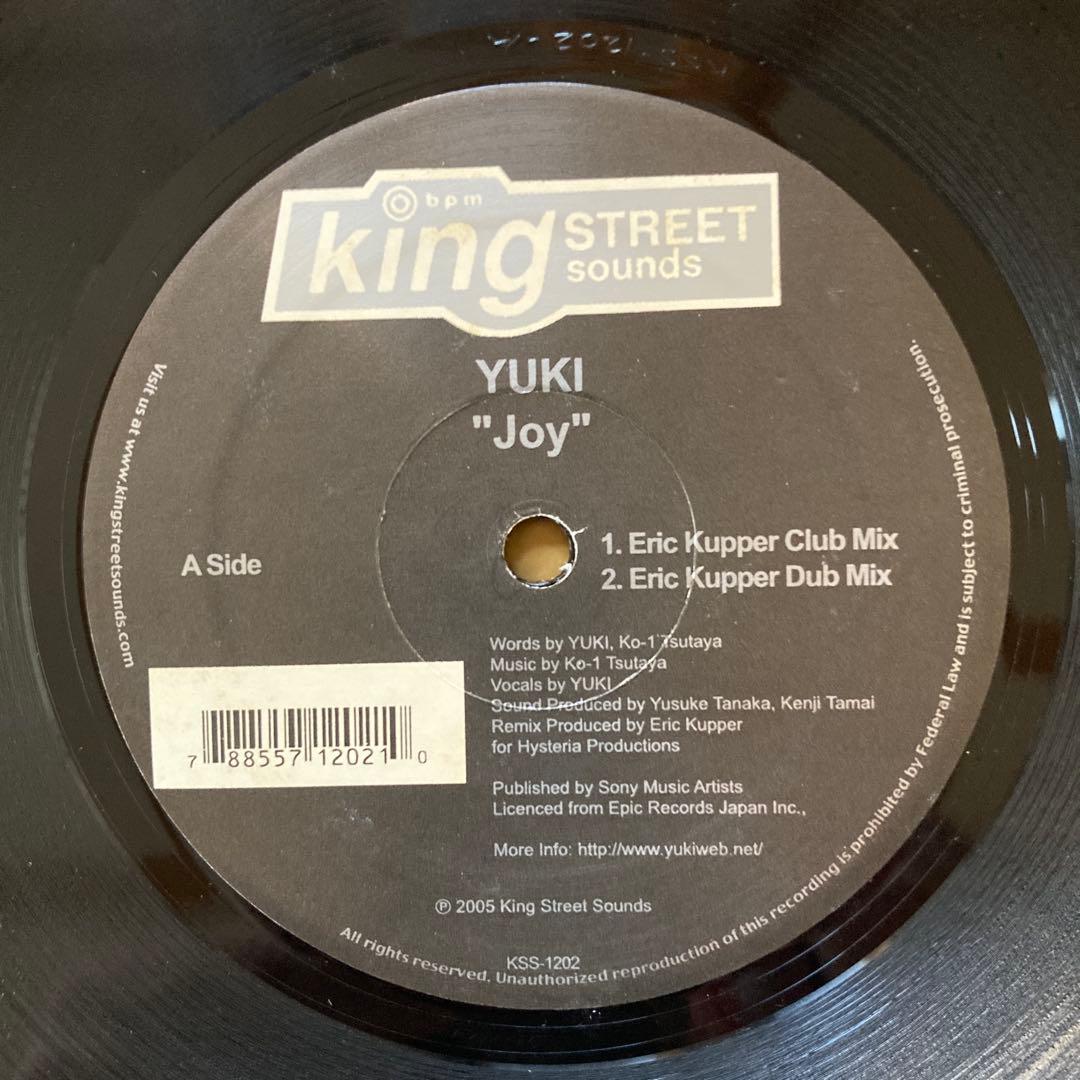 KSS-1202-A
bpm
king STREET
sounds
YUKI
"Joy"
A Side
1. Eric Kupper Club Mix
2. Eric Kupper Dub Mix
Words by YUKI, Ko-1 Tsutaya
Music by Ko-1 Tsutaya
Vocals by YUKI
Sound Produced by Yusuke Tanaka, Kenji Tamai
Remix Produced by Eric Kupper
for Hysteria Productions
7 88557 12021 0
Published by Sony Music Artists
Licenced from Epic Records Japan Inc.,
More Info: http://www.yukiweb.net/
℗ 2005 King Street Sounds
KSS-1202
Visit us at www.kingstreetsounds.com
All rights reserved. Unauthorized reproduction of this recording is prohibited by Federal Law and is subject to criminal prosecution.